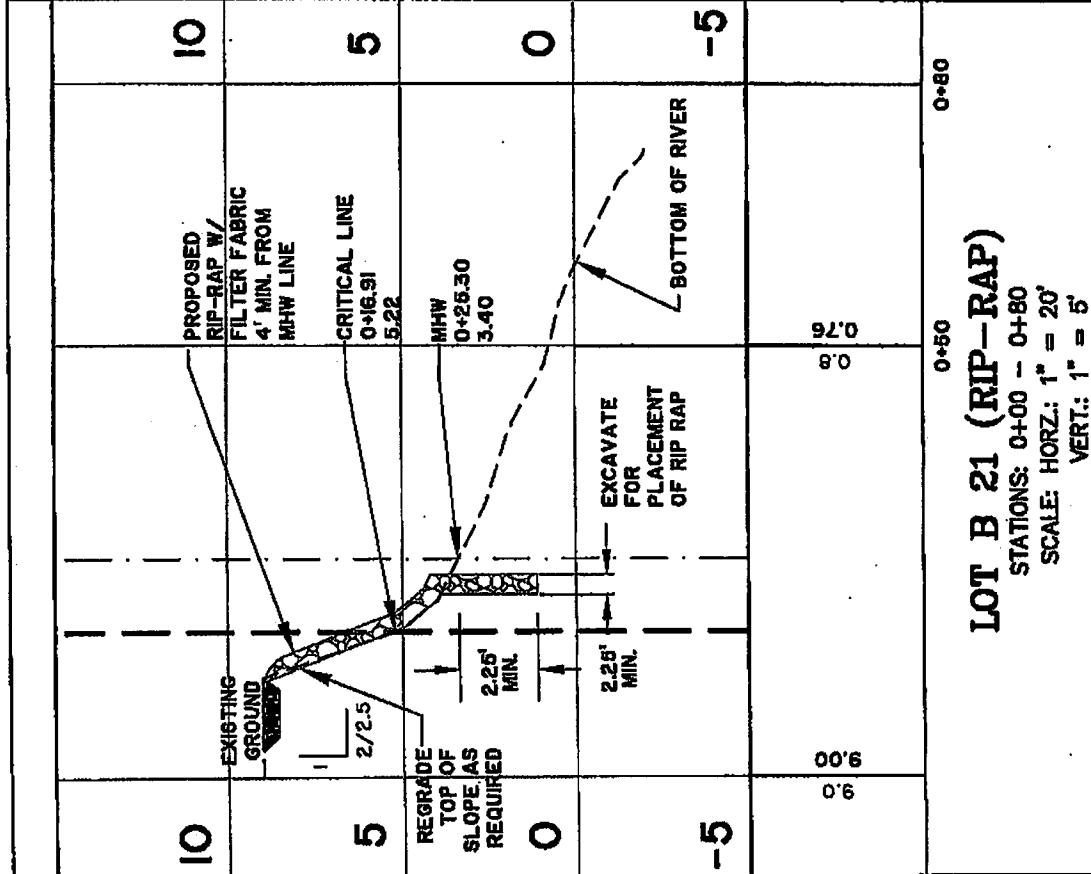 10
5
0
-5
10
5
0
-5
EXISTING
GROUND
2/2.5
1
REGRADE
TOP OF
SLOPE, AS
REQUIRED
PROPOSED
RIP-RAP W/
FILTER FABRIC
4' MIN. FROM
MHW LINE
CRITICAL LINE
0+16.91
5.22
MHW
0+25.30
3.40
2.25'
MIN.
2.25'
MIN.
EXCAVATE
FOR
PLACEMENT
OF RIP RAP
BOTTOM OF RIVER
9.0
9.00
0.8
0.76
0+50
0+80
LOT B 21 (RIP-RAP)
STATIONS: 0+00 - 0+80
SCALE: HORZ.: 1" = 20'
VERT.: 1" = 5'